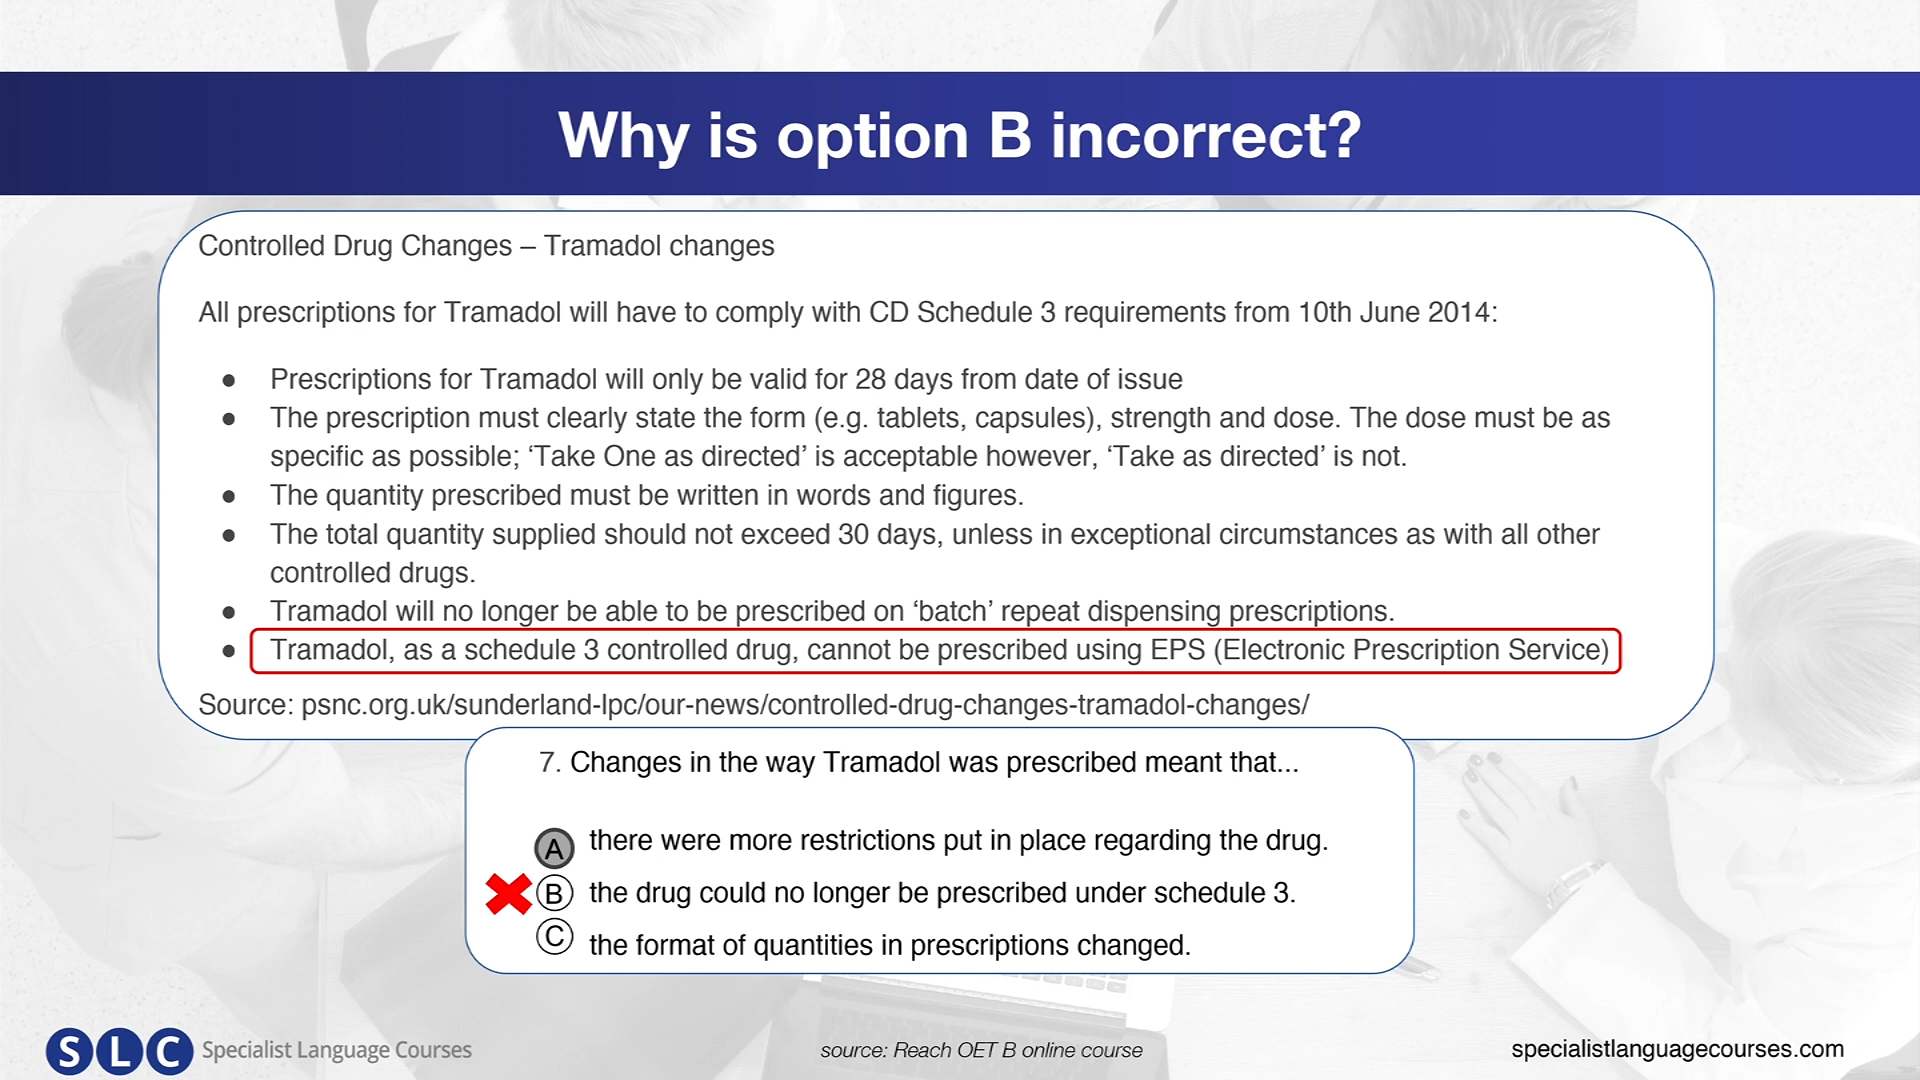 Why is option B incorrect?
Controlled Drug Changes – Tramadol changes
All prescriptions for Tramadol will have to comply with CD Schedule 3 requirements from 10th June 2014:
● Prescriptions for Tramadol will only be valid for 28 days from date of issue
● The prescription must clearly state the form (e.g. tablets, capsules), strength and dose. The dose must be as
specific as possible; ‘Take One as directed’ is acceptable however, ‘Take as directed’ is not.
● The quantity prescribed must be written in words and figures.
● The total quantity supplied should not exceed 30 days, unless in exceptional circumstances as with all other
controlled drugs.
● Tramadol will no longer be able to be prescribed on ‘batch’ repeat dispensing prescriptions.
● Tramadol, as a schedule 3 controlled drug, cannot be prescribed using EPS (Electronic Prescription Service)
Source: psnc.org.uk/sunderland-lpc/our-news/controlled-drug-changes-tramadol-changes/
7. Changes in the way Tramadol was prescribed meant that...
A there were more restrictions put in place regarding the drug.
B the drug could no longer be prescribed under schedule 3.
C the format of quantities in prescriptions changed.
SLC Specialist Language Courses
source: Reach OET B online course
specialistlanguagecourses.com